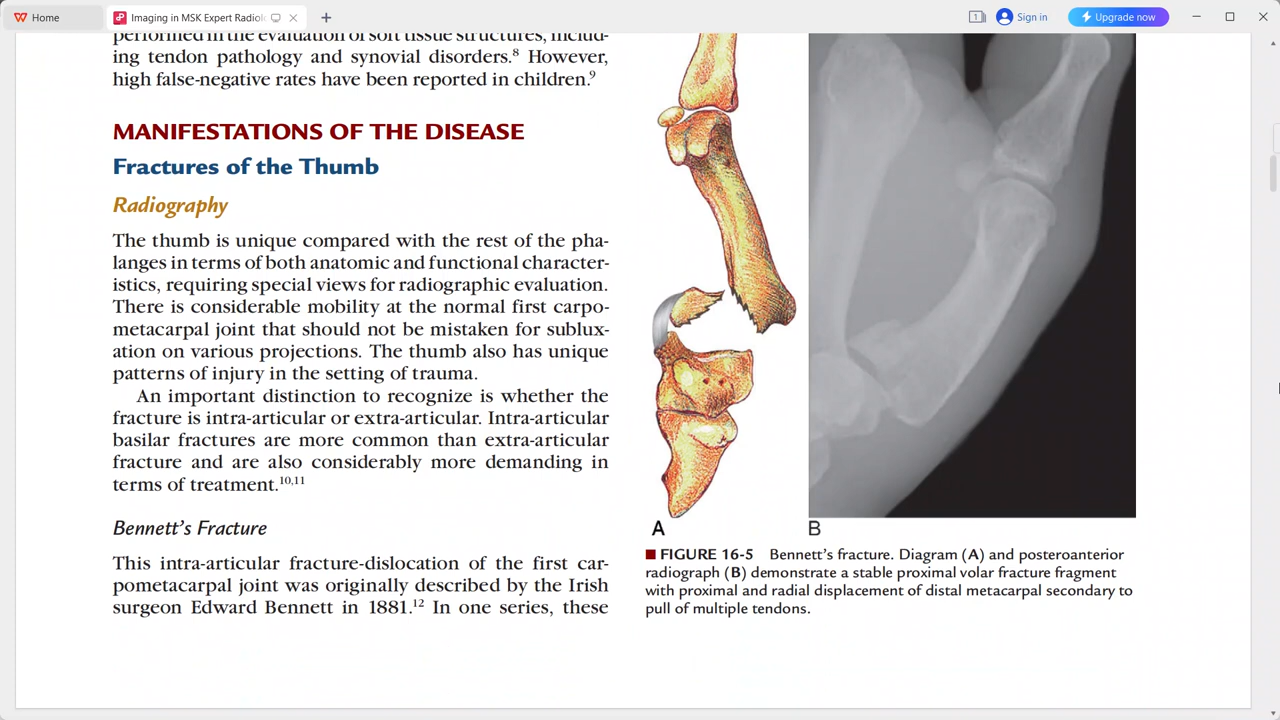 Home
Imaging in MSK Expert Radiol
Sign in
Upgrade now
performed in the evaluation of soft tissue structures, includ-
ing tendon pathology and synovial disorders.8 However,
high false-negative rates have been reported in children.9
MANIFESTATIONS OF THE DISEASE
Fractures of the Thumb
Radiography
The thumb is unique compared with the rest of the pha-
langes in terms of both anatomic and functional character-
istics, requiring special views for radiographic evaluation.
There is considerable mobility at the normal first carpo-
metacarpal joint that should not be mistaken for sublux-
ation on various projections. The thumb also has unique
patterns of injury in the setting of trauma.
An important distinction to recognize is whether the
fracture is intra-articular or extra-articular. Intra-articular
basilar fractures are more common than extra-articular
fracture and are also considerably more demanding in
terms of treatment.10,11
Bennett's Fracture
This intra-articular fracture-dislocation of the first car-
pometacarpal joint was originally described by the Irish
surgeon Edward Bennett in 1881.12 In one series, these
A
B
FIGURE 16-5 Bennett's fracture. Diagram (A) and posteroanterior
radiograph (B) demonstrate a stable proximal volar fracture fragment
with proximal and radial displacement of distal metacarpal secondary to
pull of multiple tendons.